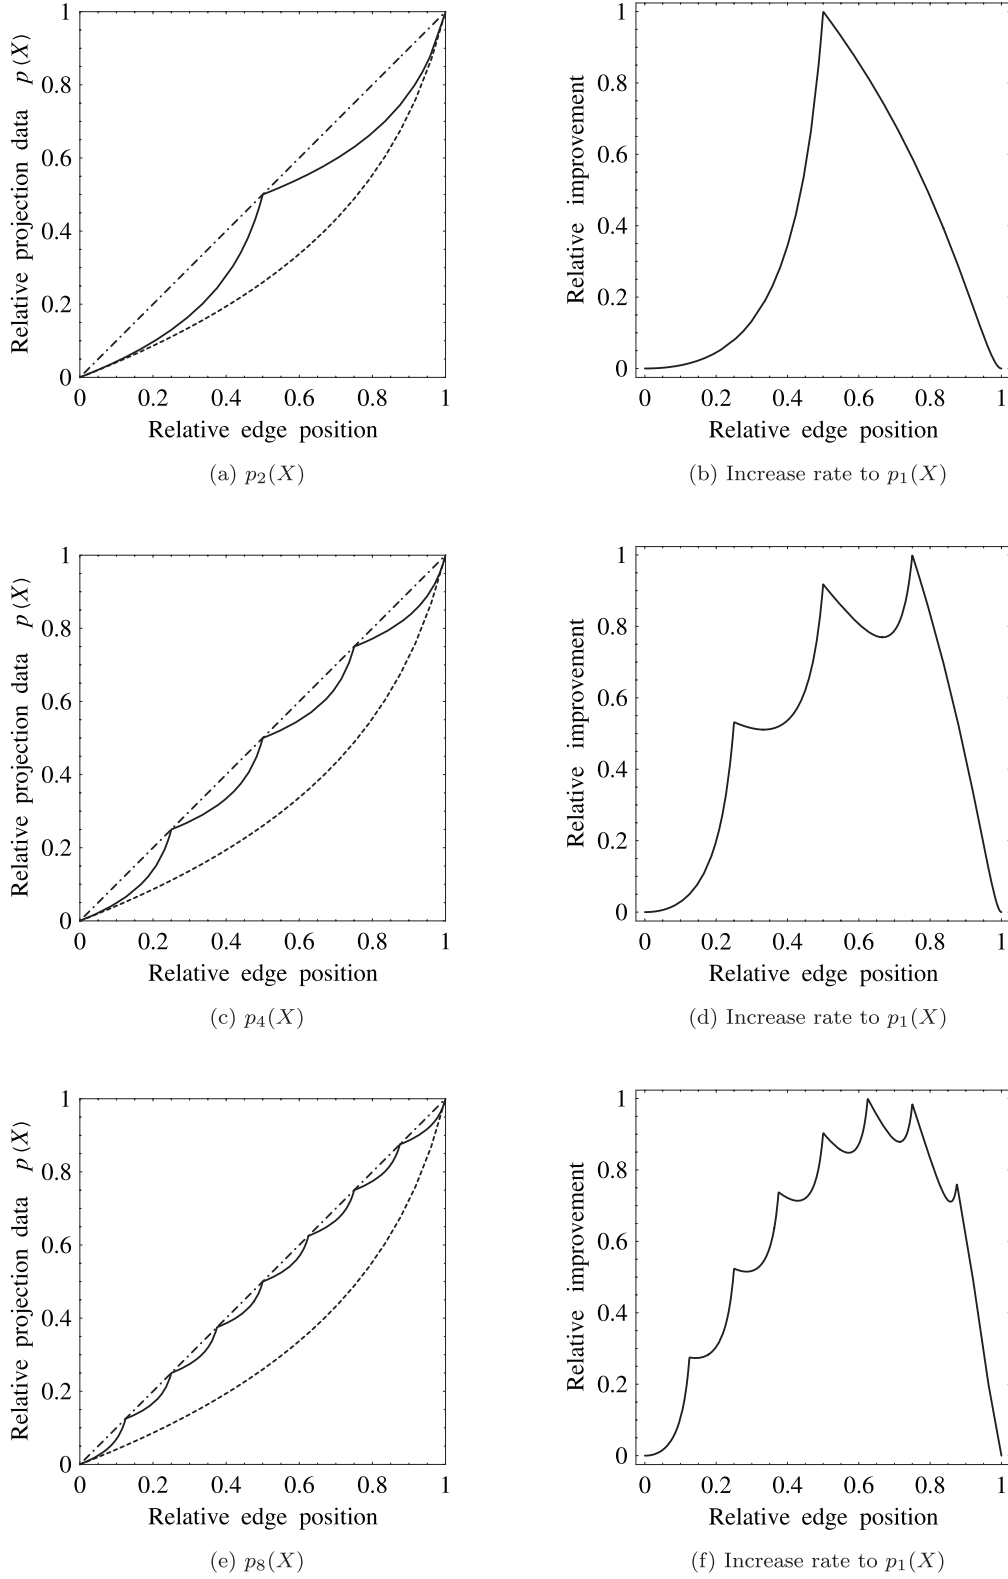 1
0.8
0.6
0.4
0.2
0
Relative projection data p(X)
0 0.2 0.4 0.6 0.8 1
Relative edge position
(a) p₂(X)
1
0.8
0.6
0.4
0.2
0
Relative improvement
0 0.2 0.4 0.6 0.8 1
Relative edge position
(b) Increase rate to p₁(X)
1
0.8
0.6
0.4
0.2
0
Relative projection data p(X)
0 0.2 0.4 0.6 0.8 1
Relative edge position
(c) p₄(X)
1
0.8
0.6
0.4
0.2
0
Relative improvement
0 0.2 0.4 0.6 0.8 1
Relative edge position
(d) Increase rate to p₁(X)
1
0.8
0.6
0.4
0.2
0
Relative projection data p(X)
0 0.2 0.4 0.6 0.8 1
Relative edge position
(e) p₈(X)
1
0.8
0.6
0.4
0.2
0
Relative improvement
0 0.2 0.4 0.6 0.8 1
Relative edge position
(f) Increase rate to p₁(X)